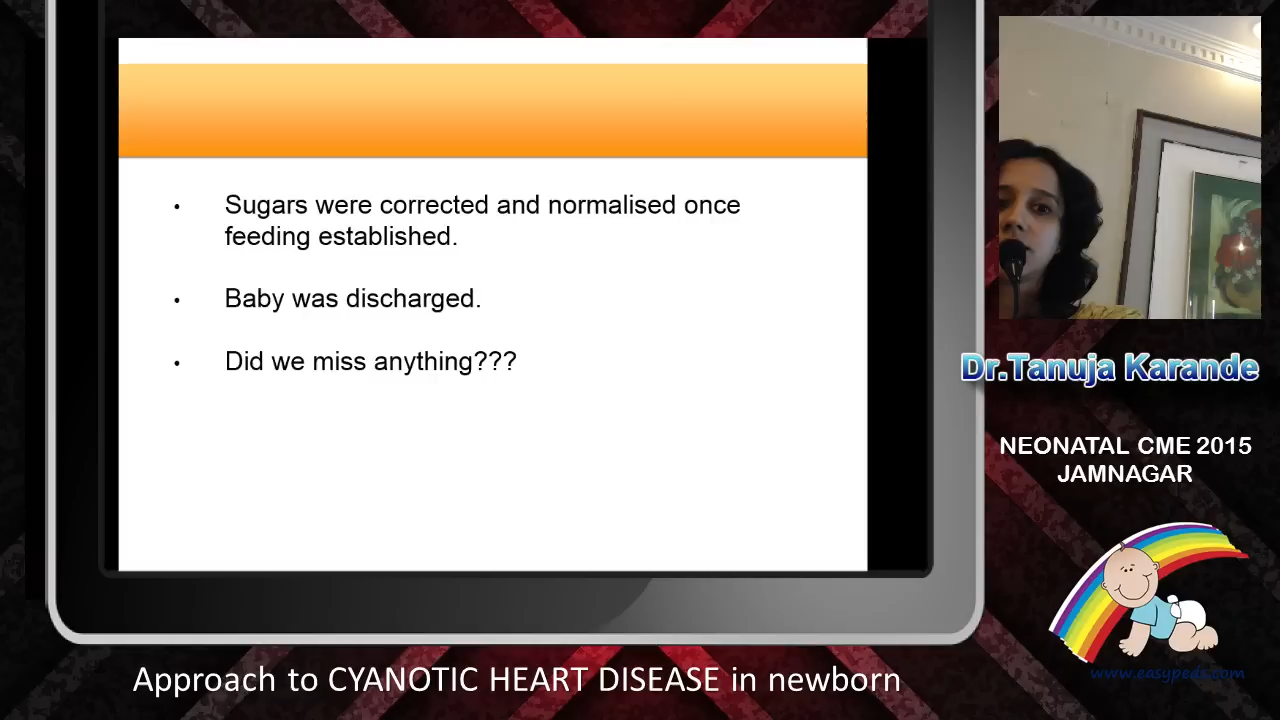 • Sugars were corrected and normalised once
feeding established.
• Baby was discharged.
• Did we miss anything???
Dr.Tanuja Karande
NEONATAL CME 2015
JAMNAGAR
www.easypeds.com
Approach to CYANOTIC HEART DISEASE in newborn